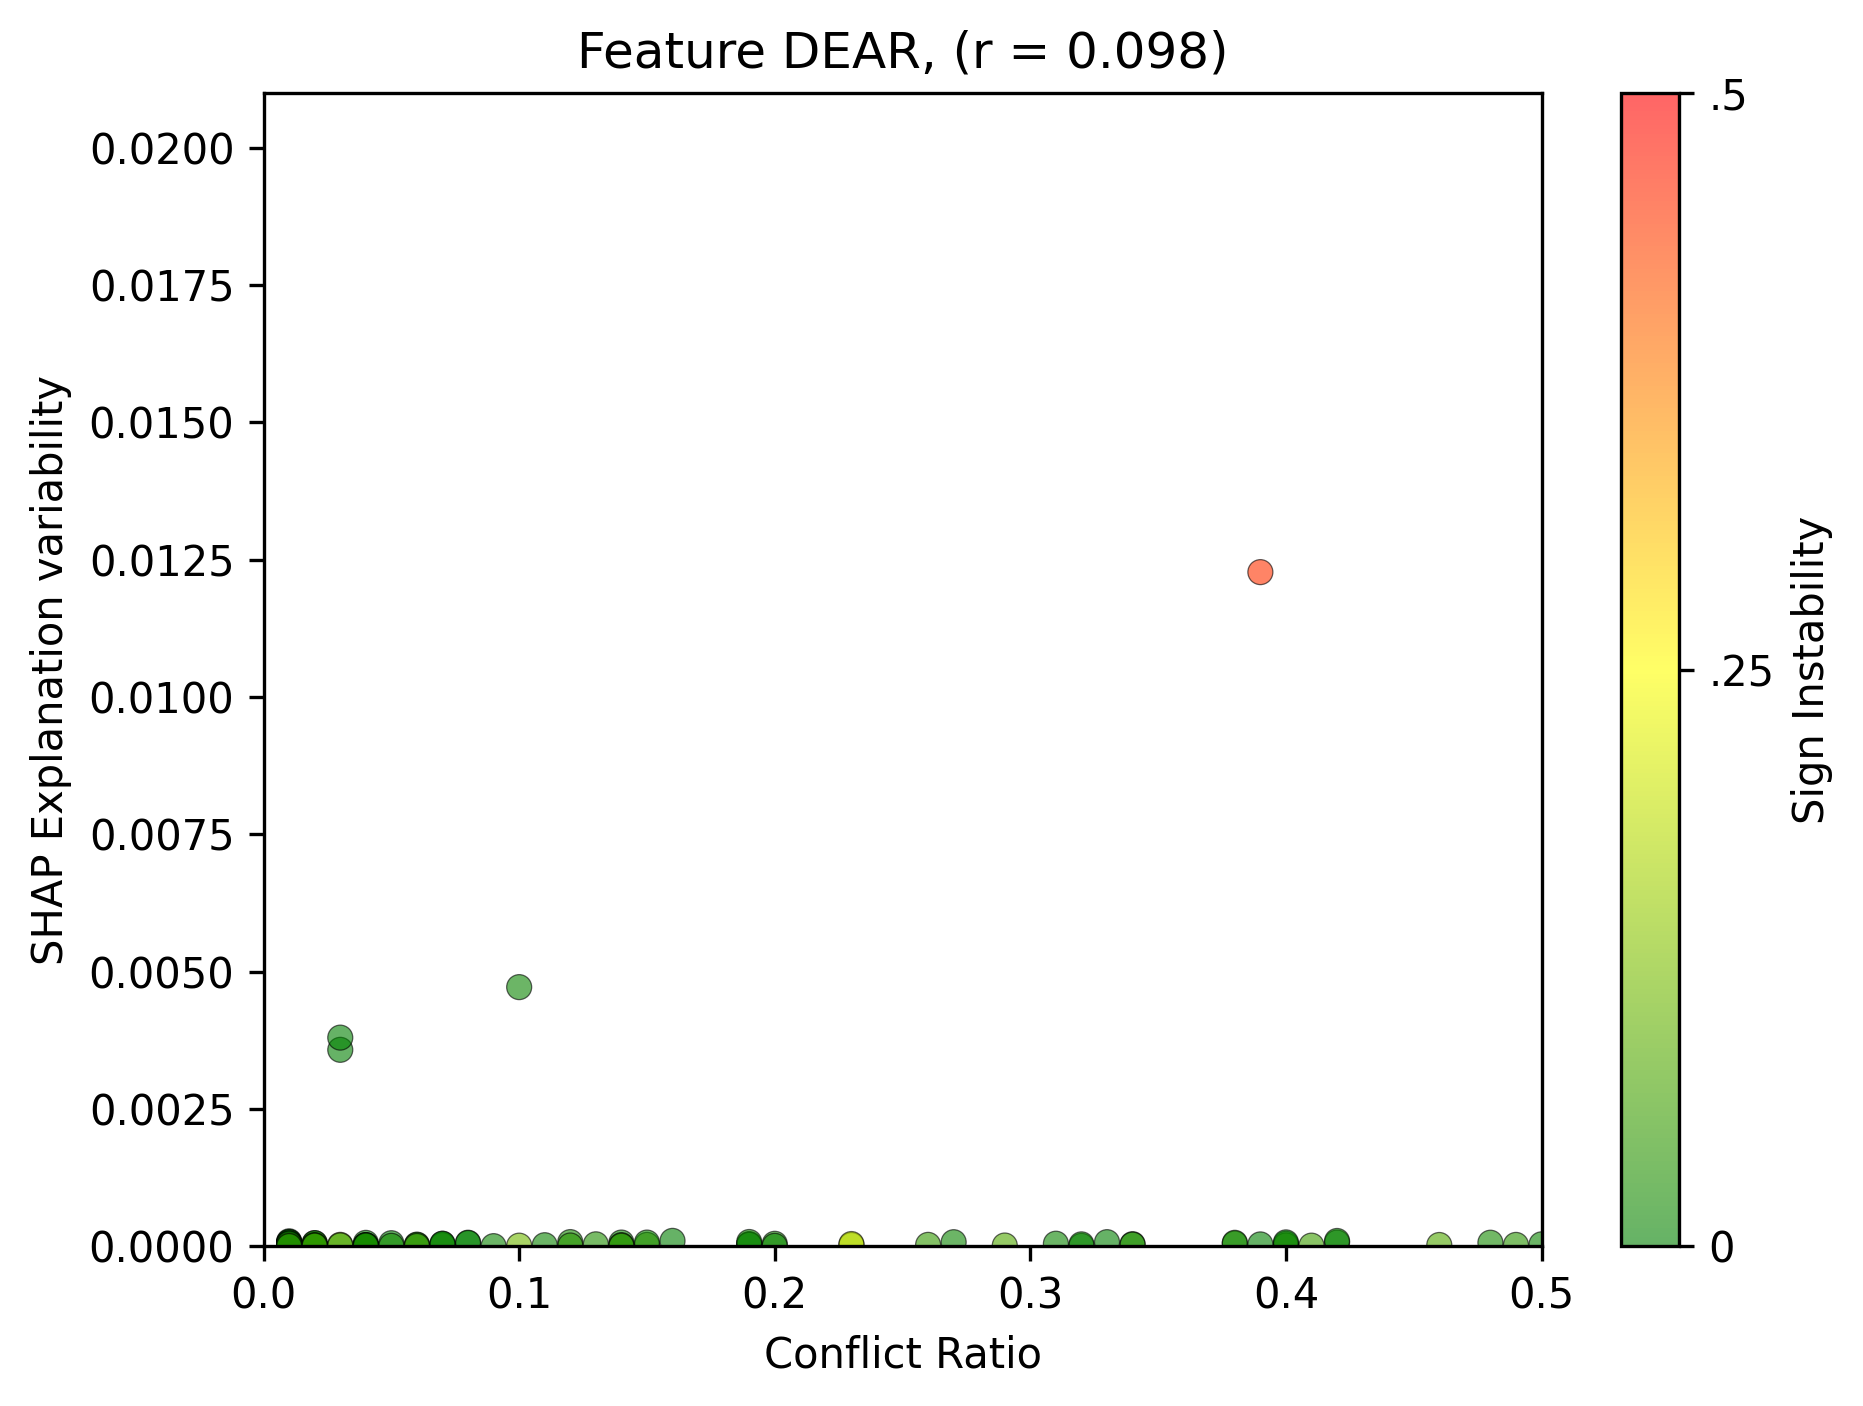 Feature DEAR, (r = 0.098)
SHAP Explanation variability
0.0200
0.0175
0.0150
0.0125
0.0100
0.0075
0.0050
0.0025
0.0000
0.0 0.1 0.2 0.3 0.4 0.5
Conflict Ratio
.5
.25
0
Sign Instability